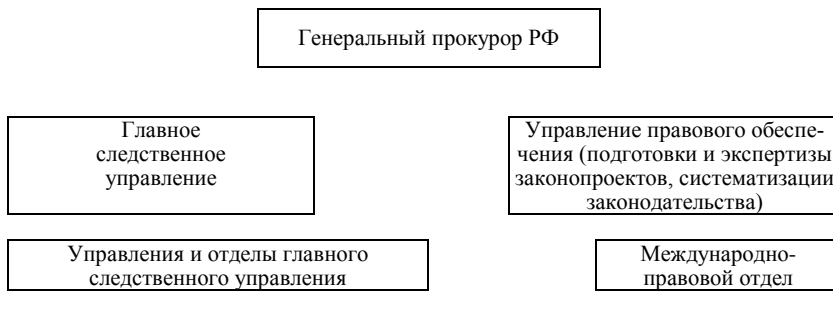 Генеральный прокурор РФ
Главное
следственное
управление
Управление правового обеспе-
чения (подготовки и экспертизы
законопроектов, систематизации
законодательства)
Управления и отделы главного
следственного управления
Международно-
правовой отдел